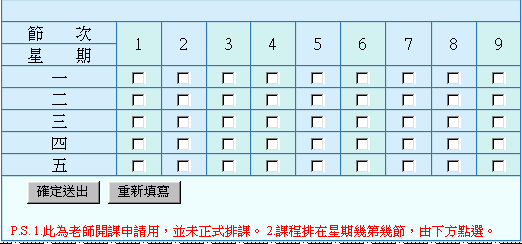 節 次 1 2 3 4 5 6 7 8 9
星 期
一
二
三
四
五
確定送出 重新填寫
P.S. 1.此為老師開課申請用，並未正式排課。 2.課程排在星期幾第幾節，由下方點選。